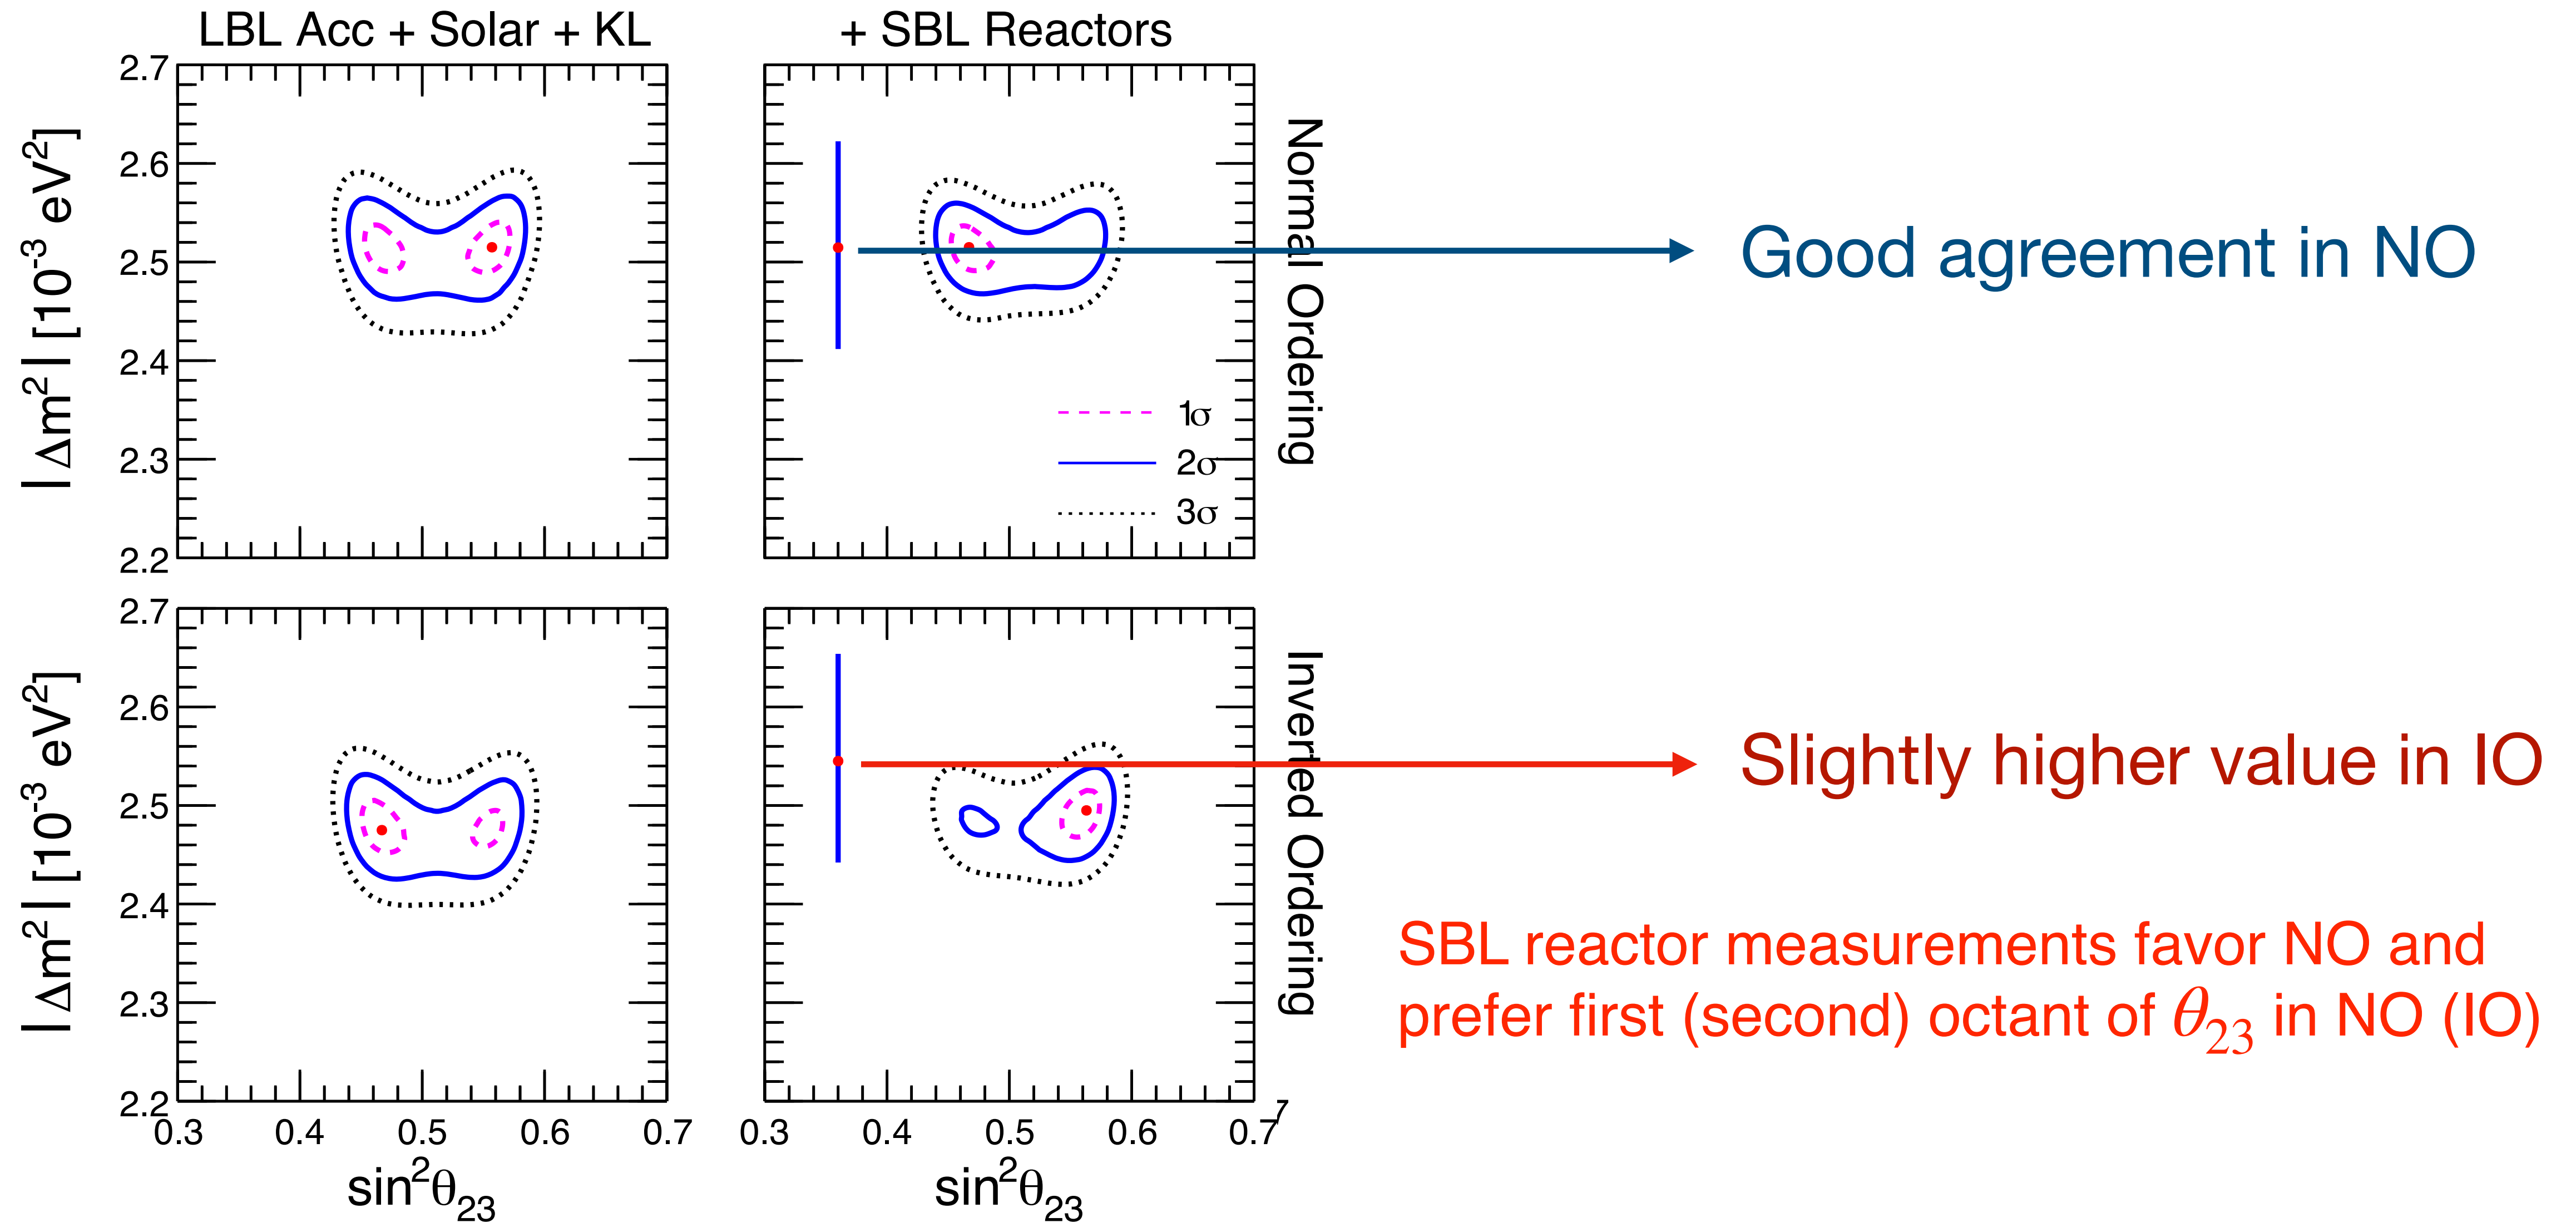 LBL Acc + Solar + KL
+ SBL Reactors
2.7
2.6
2.5
2.4
2.3
2.2
| Δm² | [10⁻³ eV²]
1σ
2σ
3σ
Normal Ordering
Good agreement in NO
2.7
2.6
2.5
2.4
2.3
2.2
| Δm² | [10⁻³ eV²]
Inverted Ordering
Slightly higher value in IO
SBL reactor measurements favor NO and
prefer first (second) octant of θ₂₃ in NO (IO)
0.3 0.4 0.5 0.6 0.7
0.3 0.4 0.5 0.6 0.7
sin²θ₂₃
sin²θ₂₃